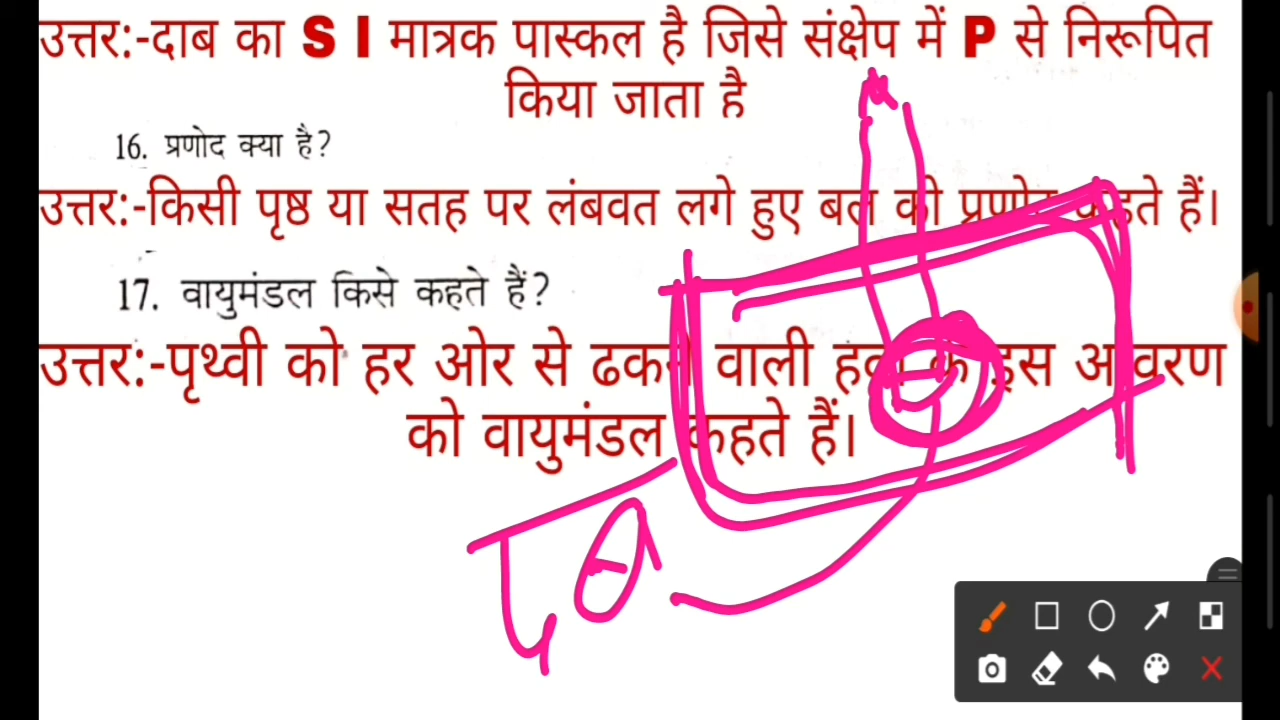 उत्तर:-दाब का S I मात्रक पास्कल है जिसे संक्षेप में P से निरूपित
किया जाता है
16. प्रणोद क्या है?
उत्तर:-किसी पृष्ठ या सतह पर लंबवत लगे हुए बल को प्रणोद कहते हैं।
17. वायुमंडल किसे कहते हैं?
उत्तर:-पृथ्वी को हर ओर से ढकने वाली हवा के इस आवरण
को वायुमंडल कहते हैं।